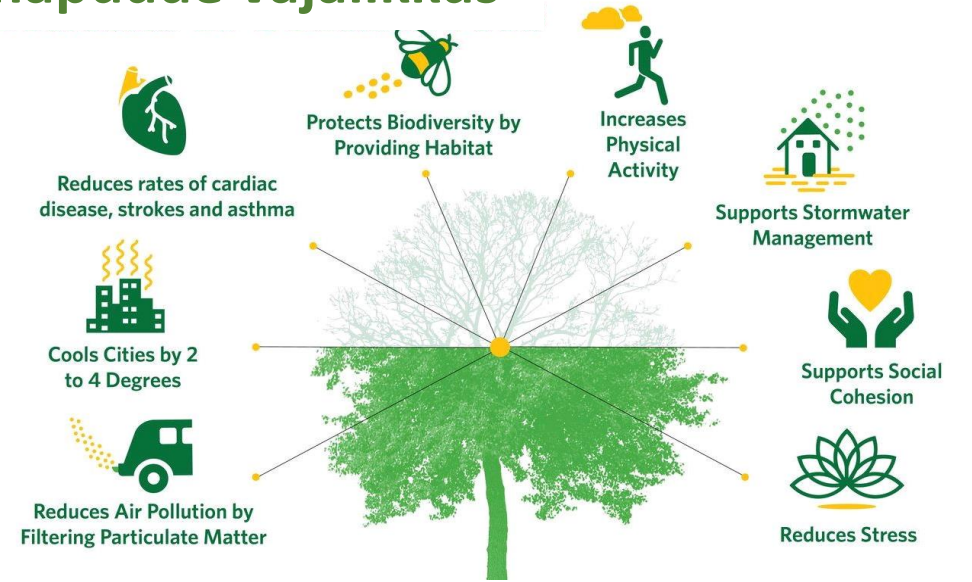 Protects Biodiversity by
Providing Habitat
Increases
Physical
Activity
Reduces rates of cardiac
disease, strokes and asthma
Supports Stormwater
Management
Cools Cities by 2
to 4 Degrees
Supports Social
Cohesion
Reduces Air Pollution by
Filtering Particulate Matter
Reduces Stress